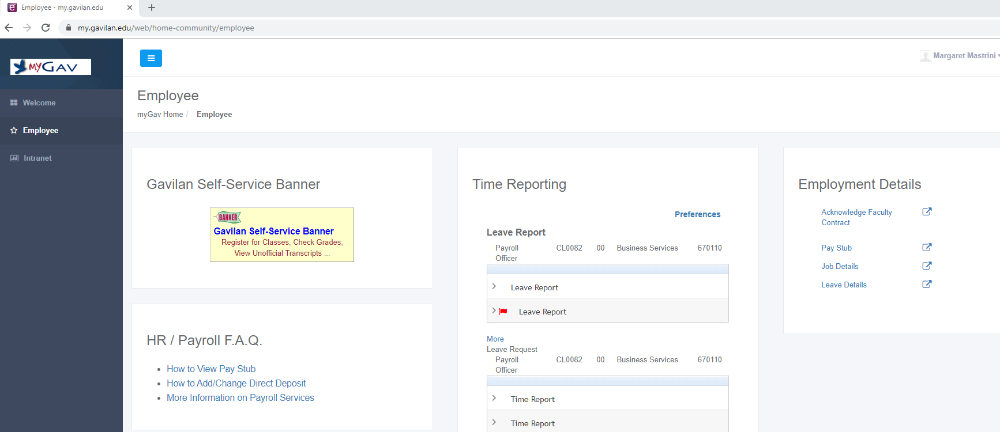 Employee - my.gavilan.edu
my.gavilan.edu/web/home-community/employee
myGav
Welcome
Employee
Intranet
Margaret Mastrini
Employee
myGav Home / Employee
Gavilan Self-Service Banner
BANNER
Gavilan Self-Service Banner
Register for Classes, Check Grades,
View Unofficial Transcripts ...
HR / Payroll F.A.Q.
• How to View Pay Stub
• How to Add/Change Direct Deposit
• More Information on Payroll Services
Time Reporting
Preferences
Leave Report
Payroll Officer CL0082 00 Business Services 670110
Leave Report
Leave Report
More
Leave Request
Payroll Officer CL0082 00 Business Services 670110
Time Report
Time Report
Employment Details
Acknowledge Faculty
Contract
Pay Stub
Job Details
Leave Details